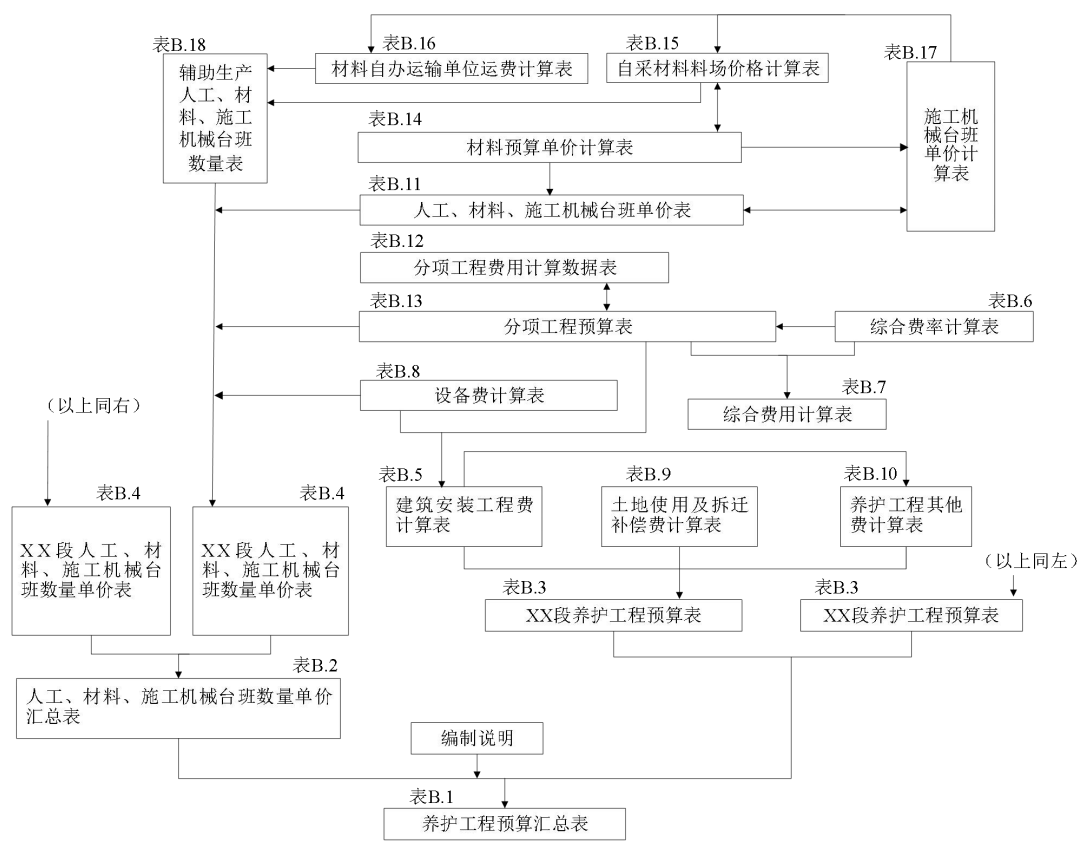 表B.18
辅助生产
人工、材
料、施工
机械台班
数量表
表B.16
材料自办运输单位运费计算表
表B.15
自采材料料场价格计算表
表B.17
施工机
械台班
单价计
算表
表B.14
材料预算单价计算表
表B.11
人工、材料、施工机械台班单价表
表B.12
分项工程费用计算数据表
表B.13
分项工程预算表
表B.6
综合费率计算表
表B.8
设备费计算表
表B.7
综合费用计算表
（以上同右）
表B.4
XX段人工、材
料、施工机械台
班数量单价表
表B.4
XX段人工、材
料、施工机械台
班数量单价表
表B.5
建筑安装工程费
计算表
表B.9
土地使用及拆迁
补偿费计算表
表B.10
养护工程其他
费计算表
（以上同左）
表B.3
XX段养护工程预算表
表B.3
XX段养护工程预算表
表B.2
人工、材料、施工机械台班数量单价
汇总表
编制说明
表B.1
养护工程预算汇总表